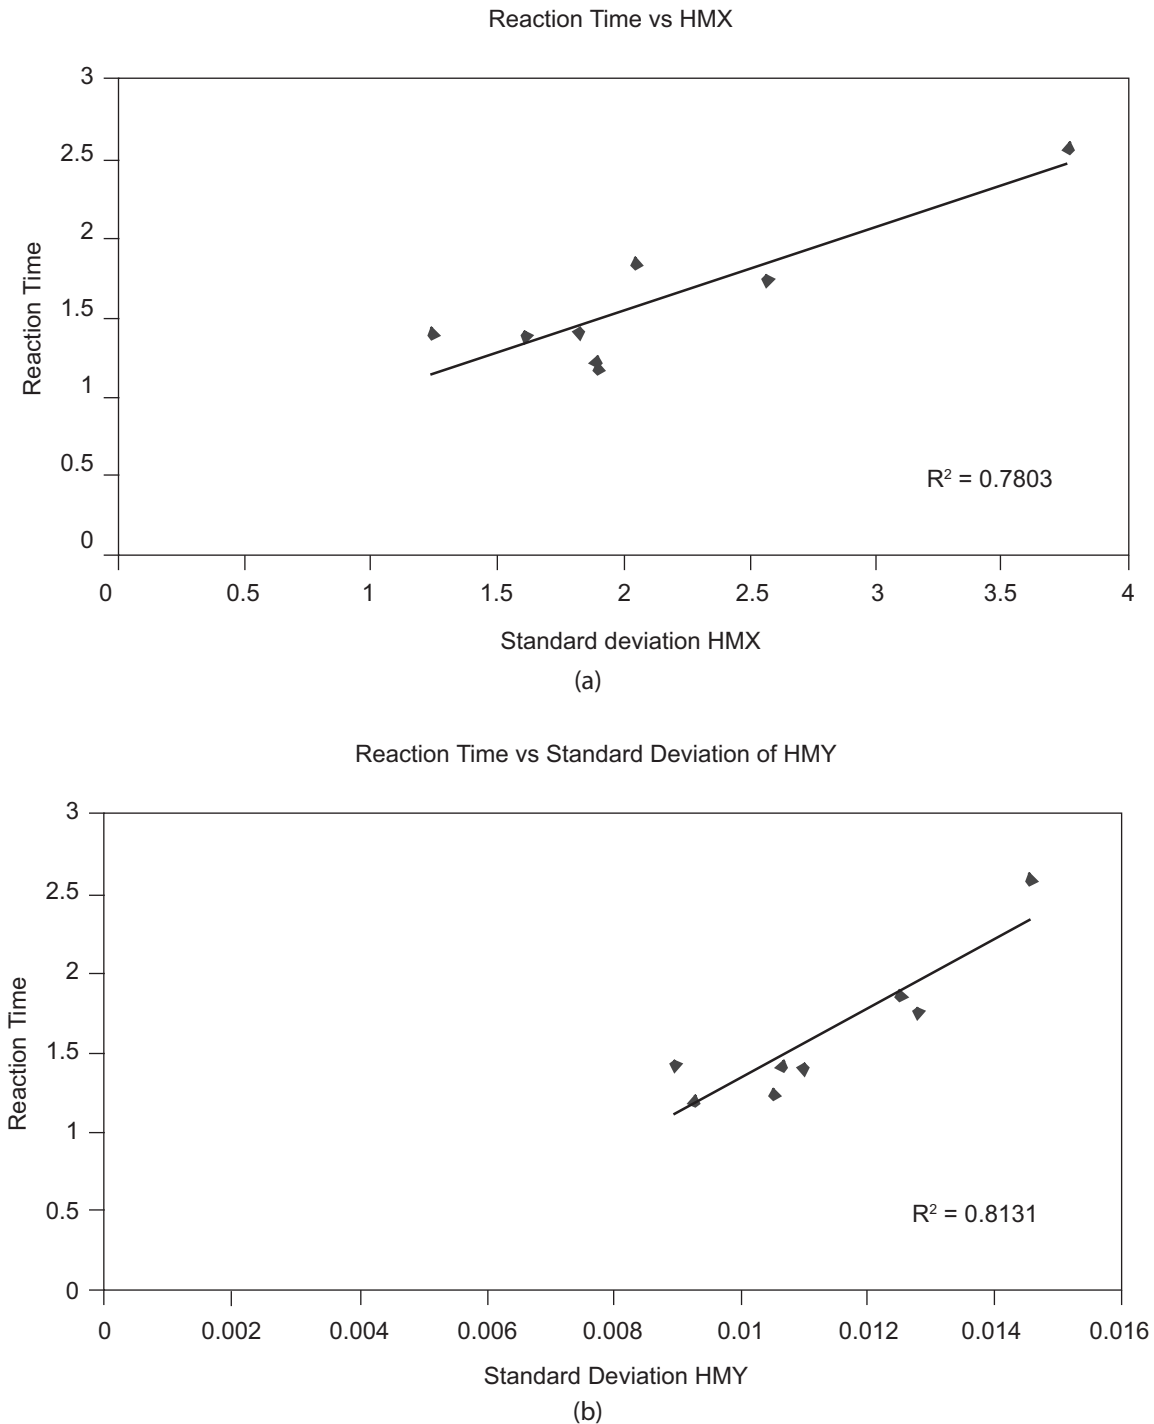 Reaction Time vs HMX
3
2.5
2
1.5
1
0.5
0
Reaction Time
R² = 0.7803
0 0.5 1 1.5 2 2.5 3 3.5 4
Standard deviation HMX
(a)
Reaction Time vs Standard Deviation of HMY
3
2.5
2
1.5
1
0.5
0
Reaction Time
R² = 0.8131
0 0.002 0.004 0.006 0.008 0.01 0.012 0.014 0.016
Standard Deviation HMY
(b)